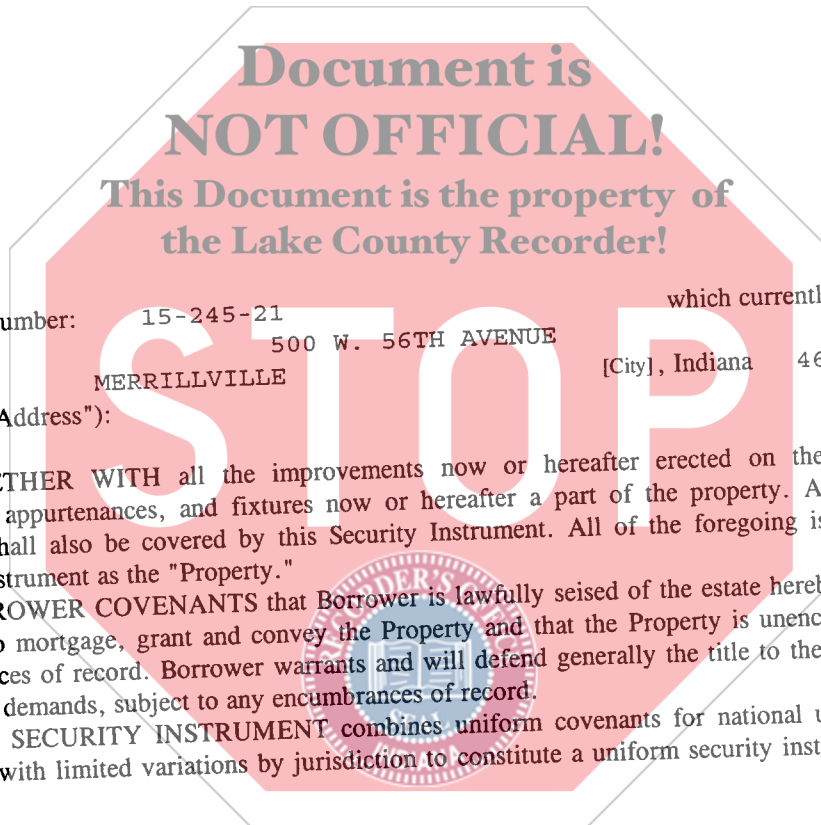 Document is
NOT OFFICIAL!
This Document is the property of
the Lake County Recorder!
STOP
umber: 15-245-21 which currentl
500 W. 56TH AVENUE
MERRILLVILLE [City], Indiana 46
Address"):
ETHER WITH all the improvements now or hereafter erected on the
appurtenances, and fixtures now or hereafter a part of the property. A
hall also be covered by this Security Instrument. All of the foregoing is
strument as the "Property."
ROWER COVENANTS that Borrower is lawfully seised of the estate hereb
o mortgage, grant and convey the Property and that the Property is unenc
ces of record. Borrower warrants and will defend generally the title to the
demands, subject to any encumbrances of record.
SECURITY INSTRUMENT combines uniform covenants for national u
with limited variations by jurisdiction to constitute a uniform security inst